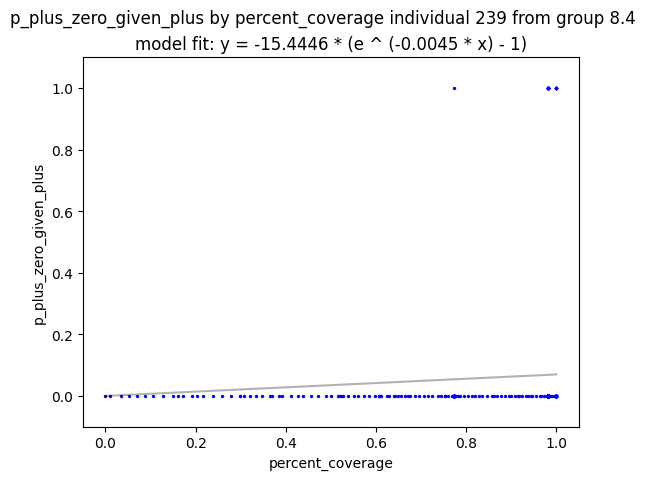 p_plus_zero_given_plus by percent_coverage individual 239 from group 8.4
model fit: y = -15.4446 * (e ^ (-0.0045 * x) - 1)
1.0
0.8
0.6
0.4
0.2
0.0
p_plus_zero_given_plus
0.0 0.2 0.4 0.6 0.8 1.0
percent_coverage